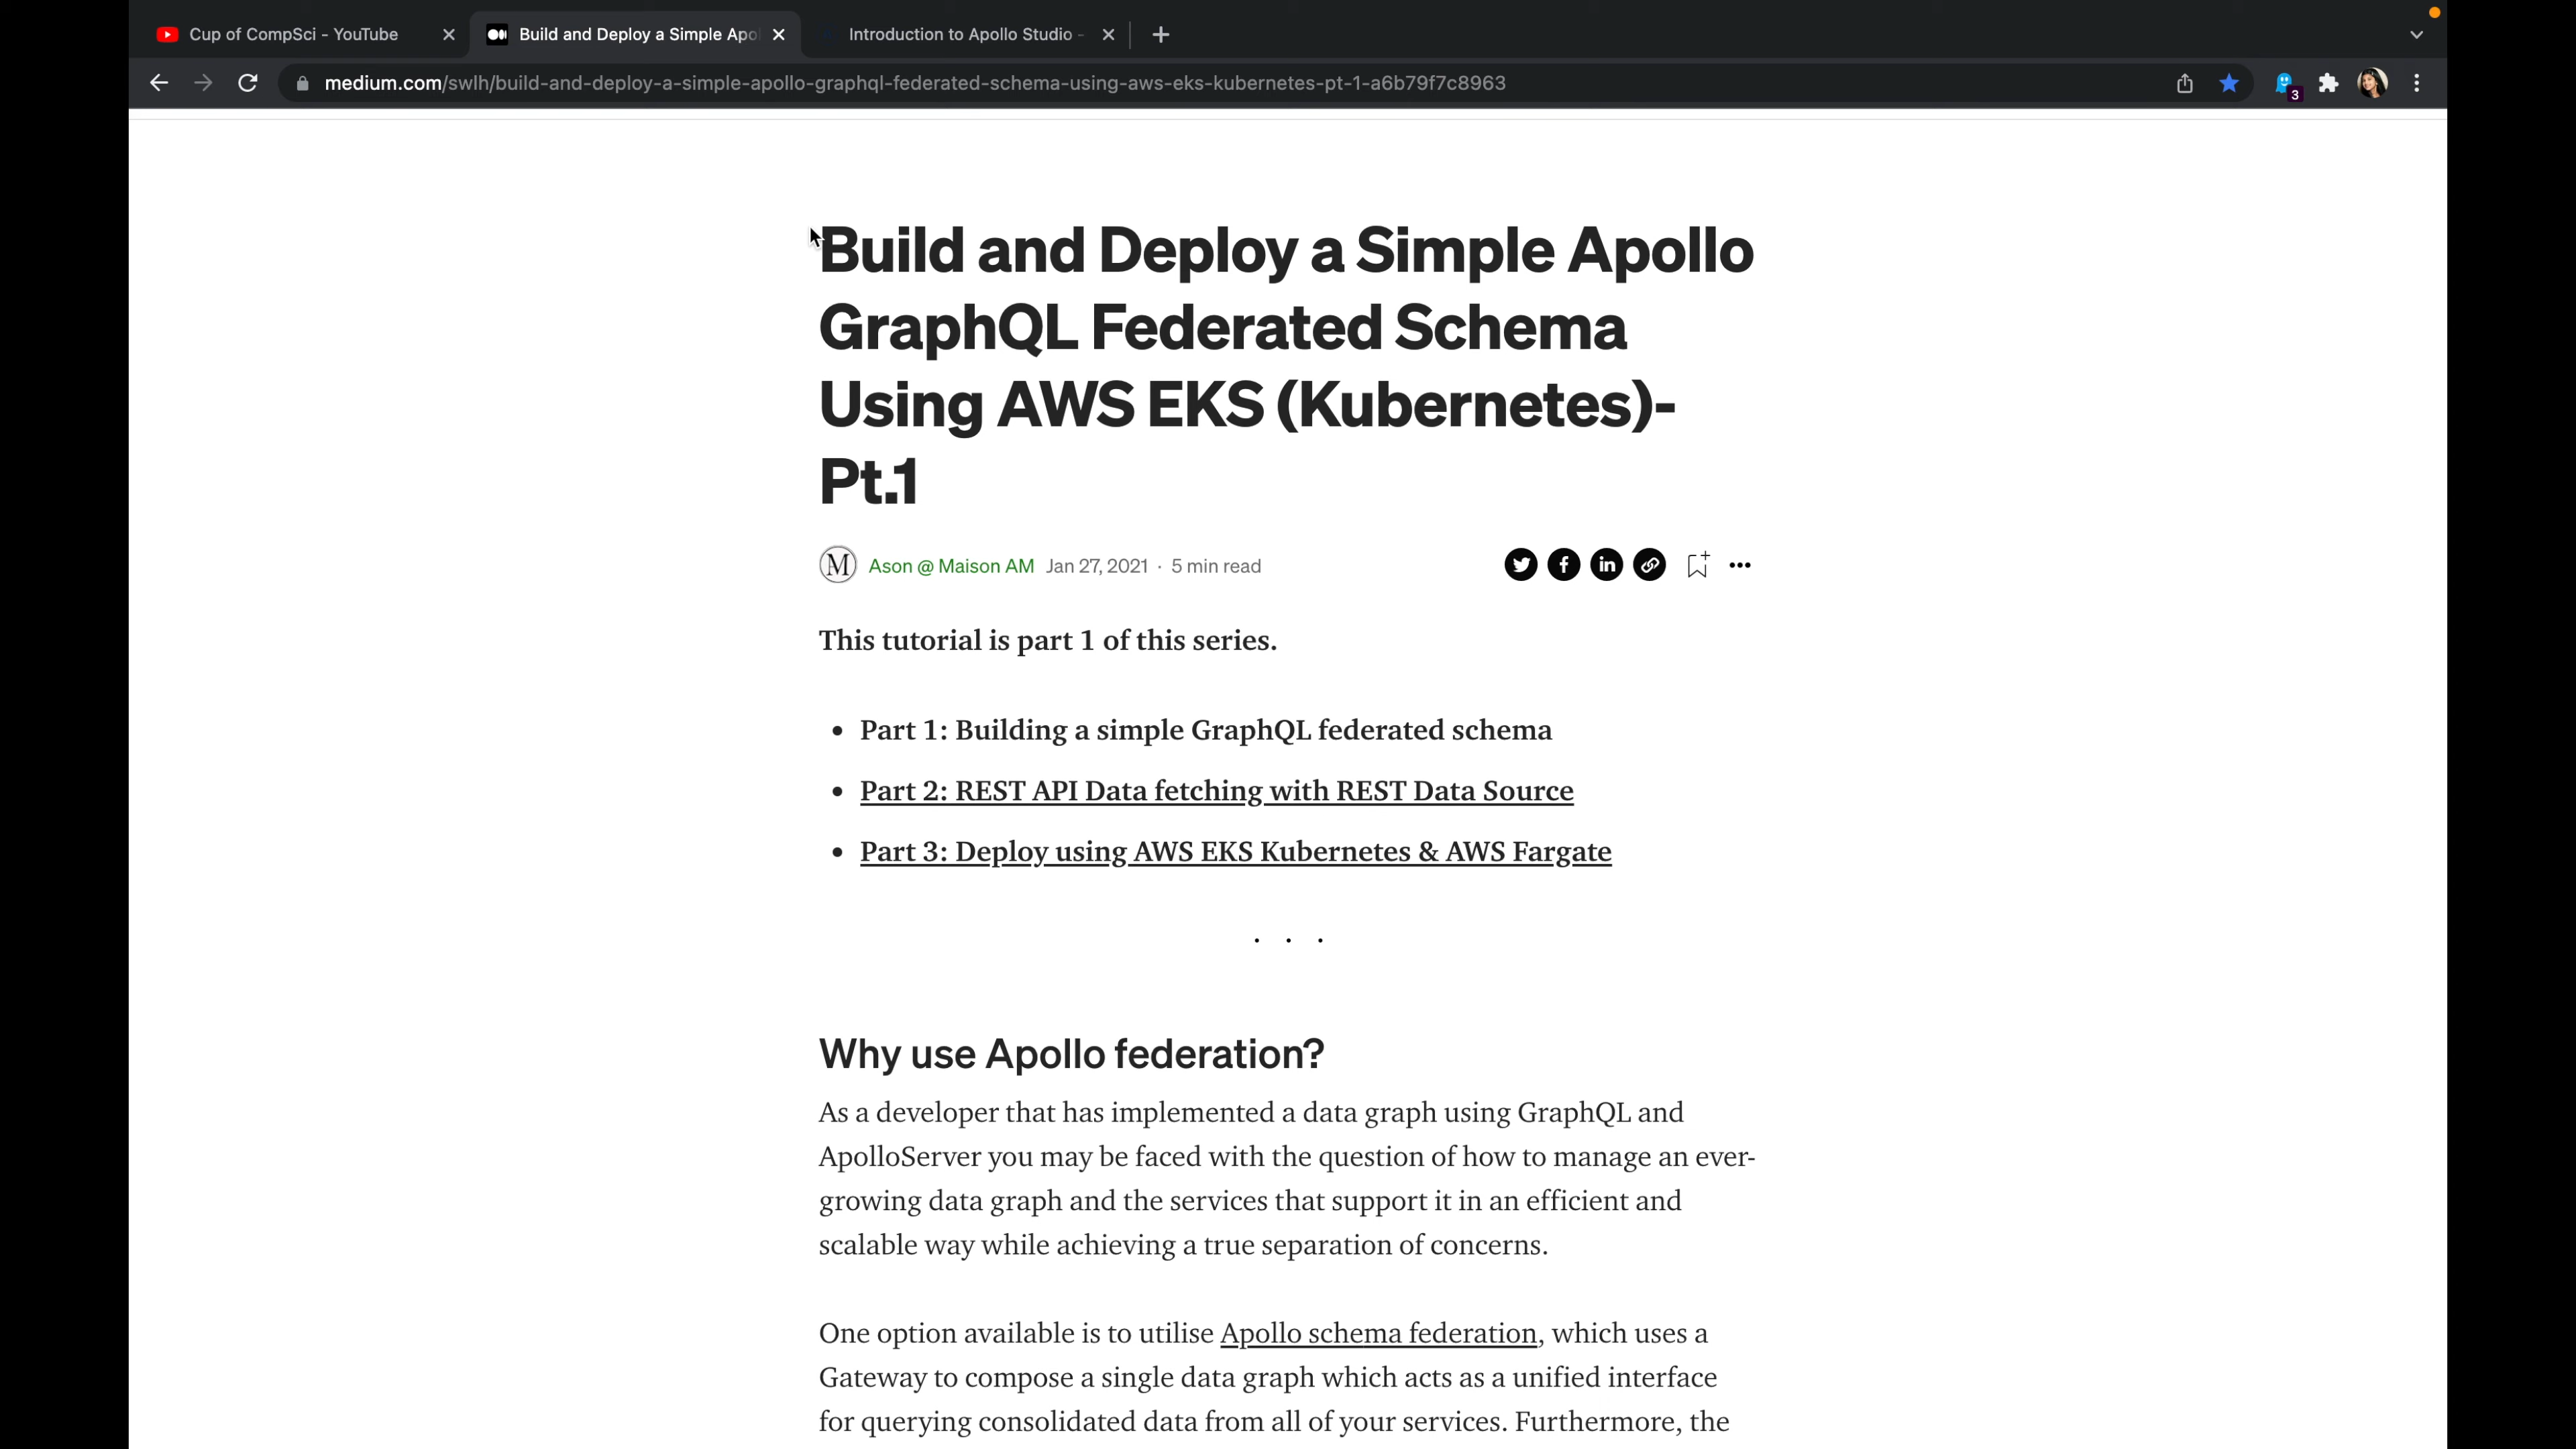 Cup of CompSci - YouTube
Build and Deploy a Simple Apo
Introduction to Apollo Studio -
medium.com/swlh/build-and-deploy-a-simple-apollo-graphql-federated-schema-using-aws-eks-kubernetes-pt-1-a6b79f7c8963
3
Build and Deploy a Simple Apollo
GraphQL Federated Schema
Using AWS EKS (Kubernetes)-
Pt.1
M
Ason @ Maison AM Jan 27, 2021 · 5 min read
This tutorial is part 1 of this series.
• Part 1: Building a simple GraphQL federated schema
• Part 2: REST API Data fetching with REST Data Source
• Part 3: Deploy using AWS EKS Kubernetes & AWS Fargate
. . .
Why use Apollo federation?
As a developer that has implemented a data graph using GraphQL and
ApolloServer you may be faced with the question of how to manage an ever-
growing data graph and the services that support it in an efficient and
scalable way while achieving a true separation of concerns.
One option available is to utilise Apollo schema federation, which uses a
Gateway to compose a single data graph which acts as a unified interface
for querying consolidated data from all of your services. Furthermore, the